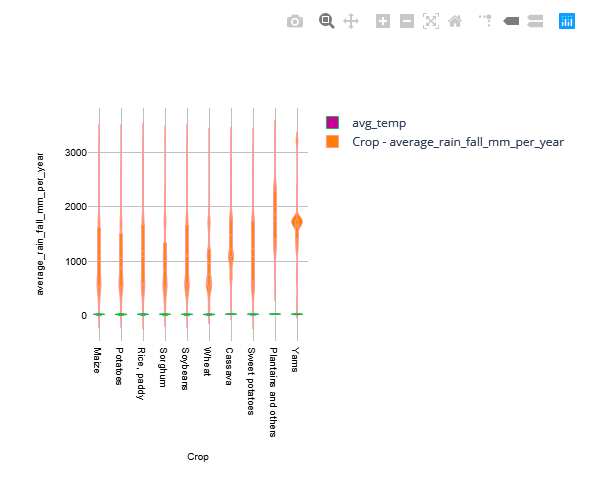 avg_temp
Crop - average_rain_fall_mm_per_year
average_rain_fall_mm_per_year
3000
2000
1000
0
Maize
Potatoes
Rice, paddy
Sorghum
Soybeans
Wheat
Cassava
Sweet potatoes
Plantains and others
Yams
Crop